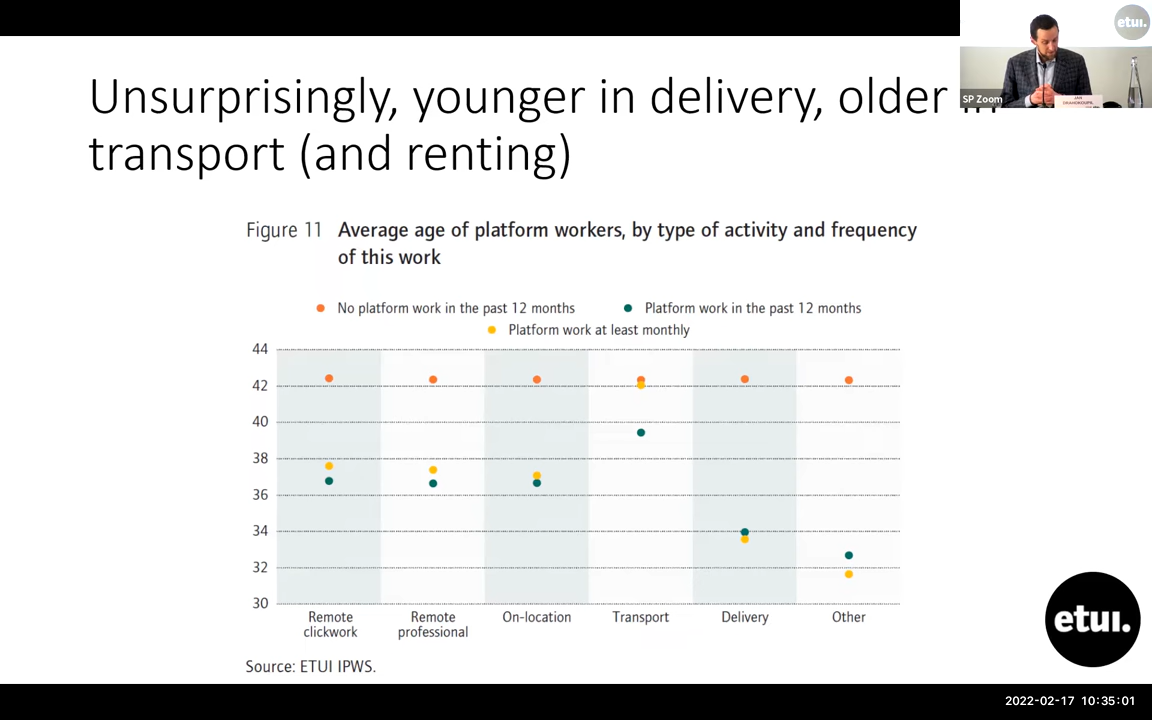 etui.
SP Zoom
JAN
DRAHOKOUPIL
Unsurprisingly, younger in delivery, older in
transport (and renting)
Figure 11 Average age of platform workers, by type of activity and frequency
of this work
No platform work in the past 12 months Platform work in the past 12 months
Platform work at least monthly
44
42
40
38
36
34
32
30
Remote clickwork
Remote professional
On-location
Transport
Delivery
Other
Source: ETUI IPWS.
etui.
2022-02-17 10:35:01